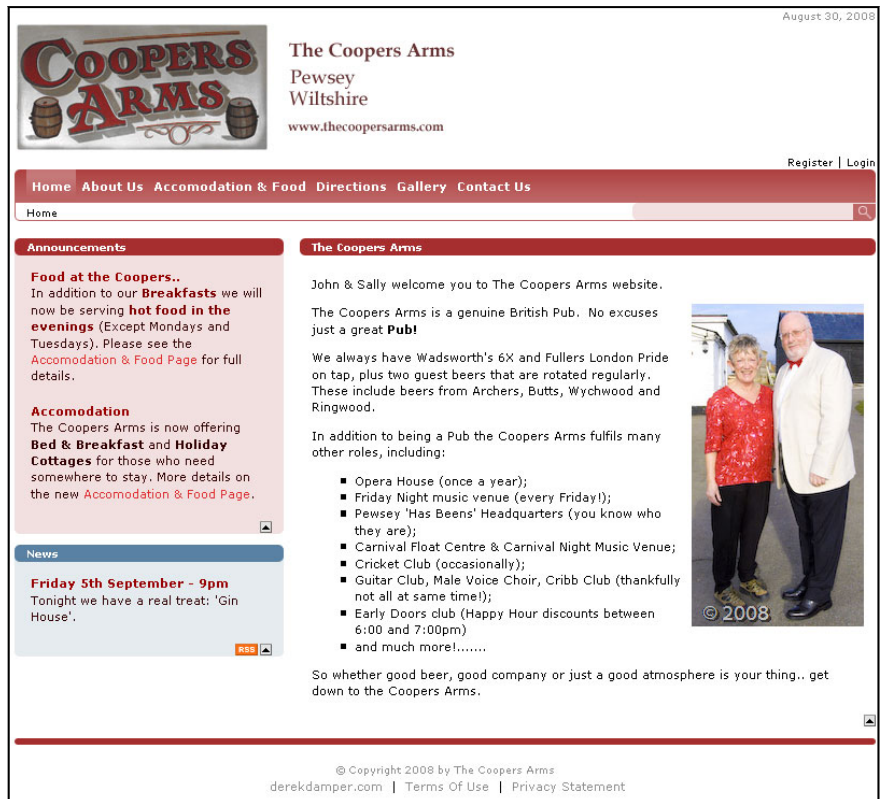 August 30, 2008
COOPERS
ARMS
The Coopers Arms
Pewsey
Wiltshire
www.thecoopersarms.com
Register | Login
Home About Us Accomodation & Food Directions Gallery Contact Us
Home
Announcements
Food at the Coopers..
In addition to our Breakfasts we will
now be serving hot food in the
evenings (Except Mondays and
Tuesdays). Please see the
Accomodation & Food Page for full
details.
Accomodation
The Coopers Arms is now offering
Bed & Breakfast and Holiday
Cottages for those who need
somewhere to stay. More details on
the new Accomodation & Food Page.
News
Friday 5th September - 9pm
Tonight we have a real treat: 'Gin
House'.
RSS
The Coopers Arms
John & Sally welcome you to The Coopers Arms website.
The Coopers Arms is a genuine British Pub. No excuses
just a great Pub!
We always have Wadsworth's 6X and Fullers London Pride
on tap, plus two guest beers that are rotated regularly.
These include beers from Archers, Butts, Wychwood and
Ringwood.
In addition to being a Pub the Coopers Arms fulfils many
other roles, including:
Opera House (once a year);
Friday Night music venue (every Friday!);
Pewsey 'Has Beens' Headquarters (you know who
they are);
Carnival Float Centre & Carnival Night Music Venue;
Cricket Club (occasionally);
Guitar Club, Male Voice Choir, Cribb Club (thankfully
not all at same time!);
Early Doors club (Happy Hour discounts between
6:00 and 7:00pm)
and much more!.......
© 2008
So whether good beer, good company or just a good atmosphere is your thing.. get
down to the Coopers Arms.
© Copyright 2008 by The Coopers Arms
derekdamper.com | Terms Of Use | Privacy Statement